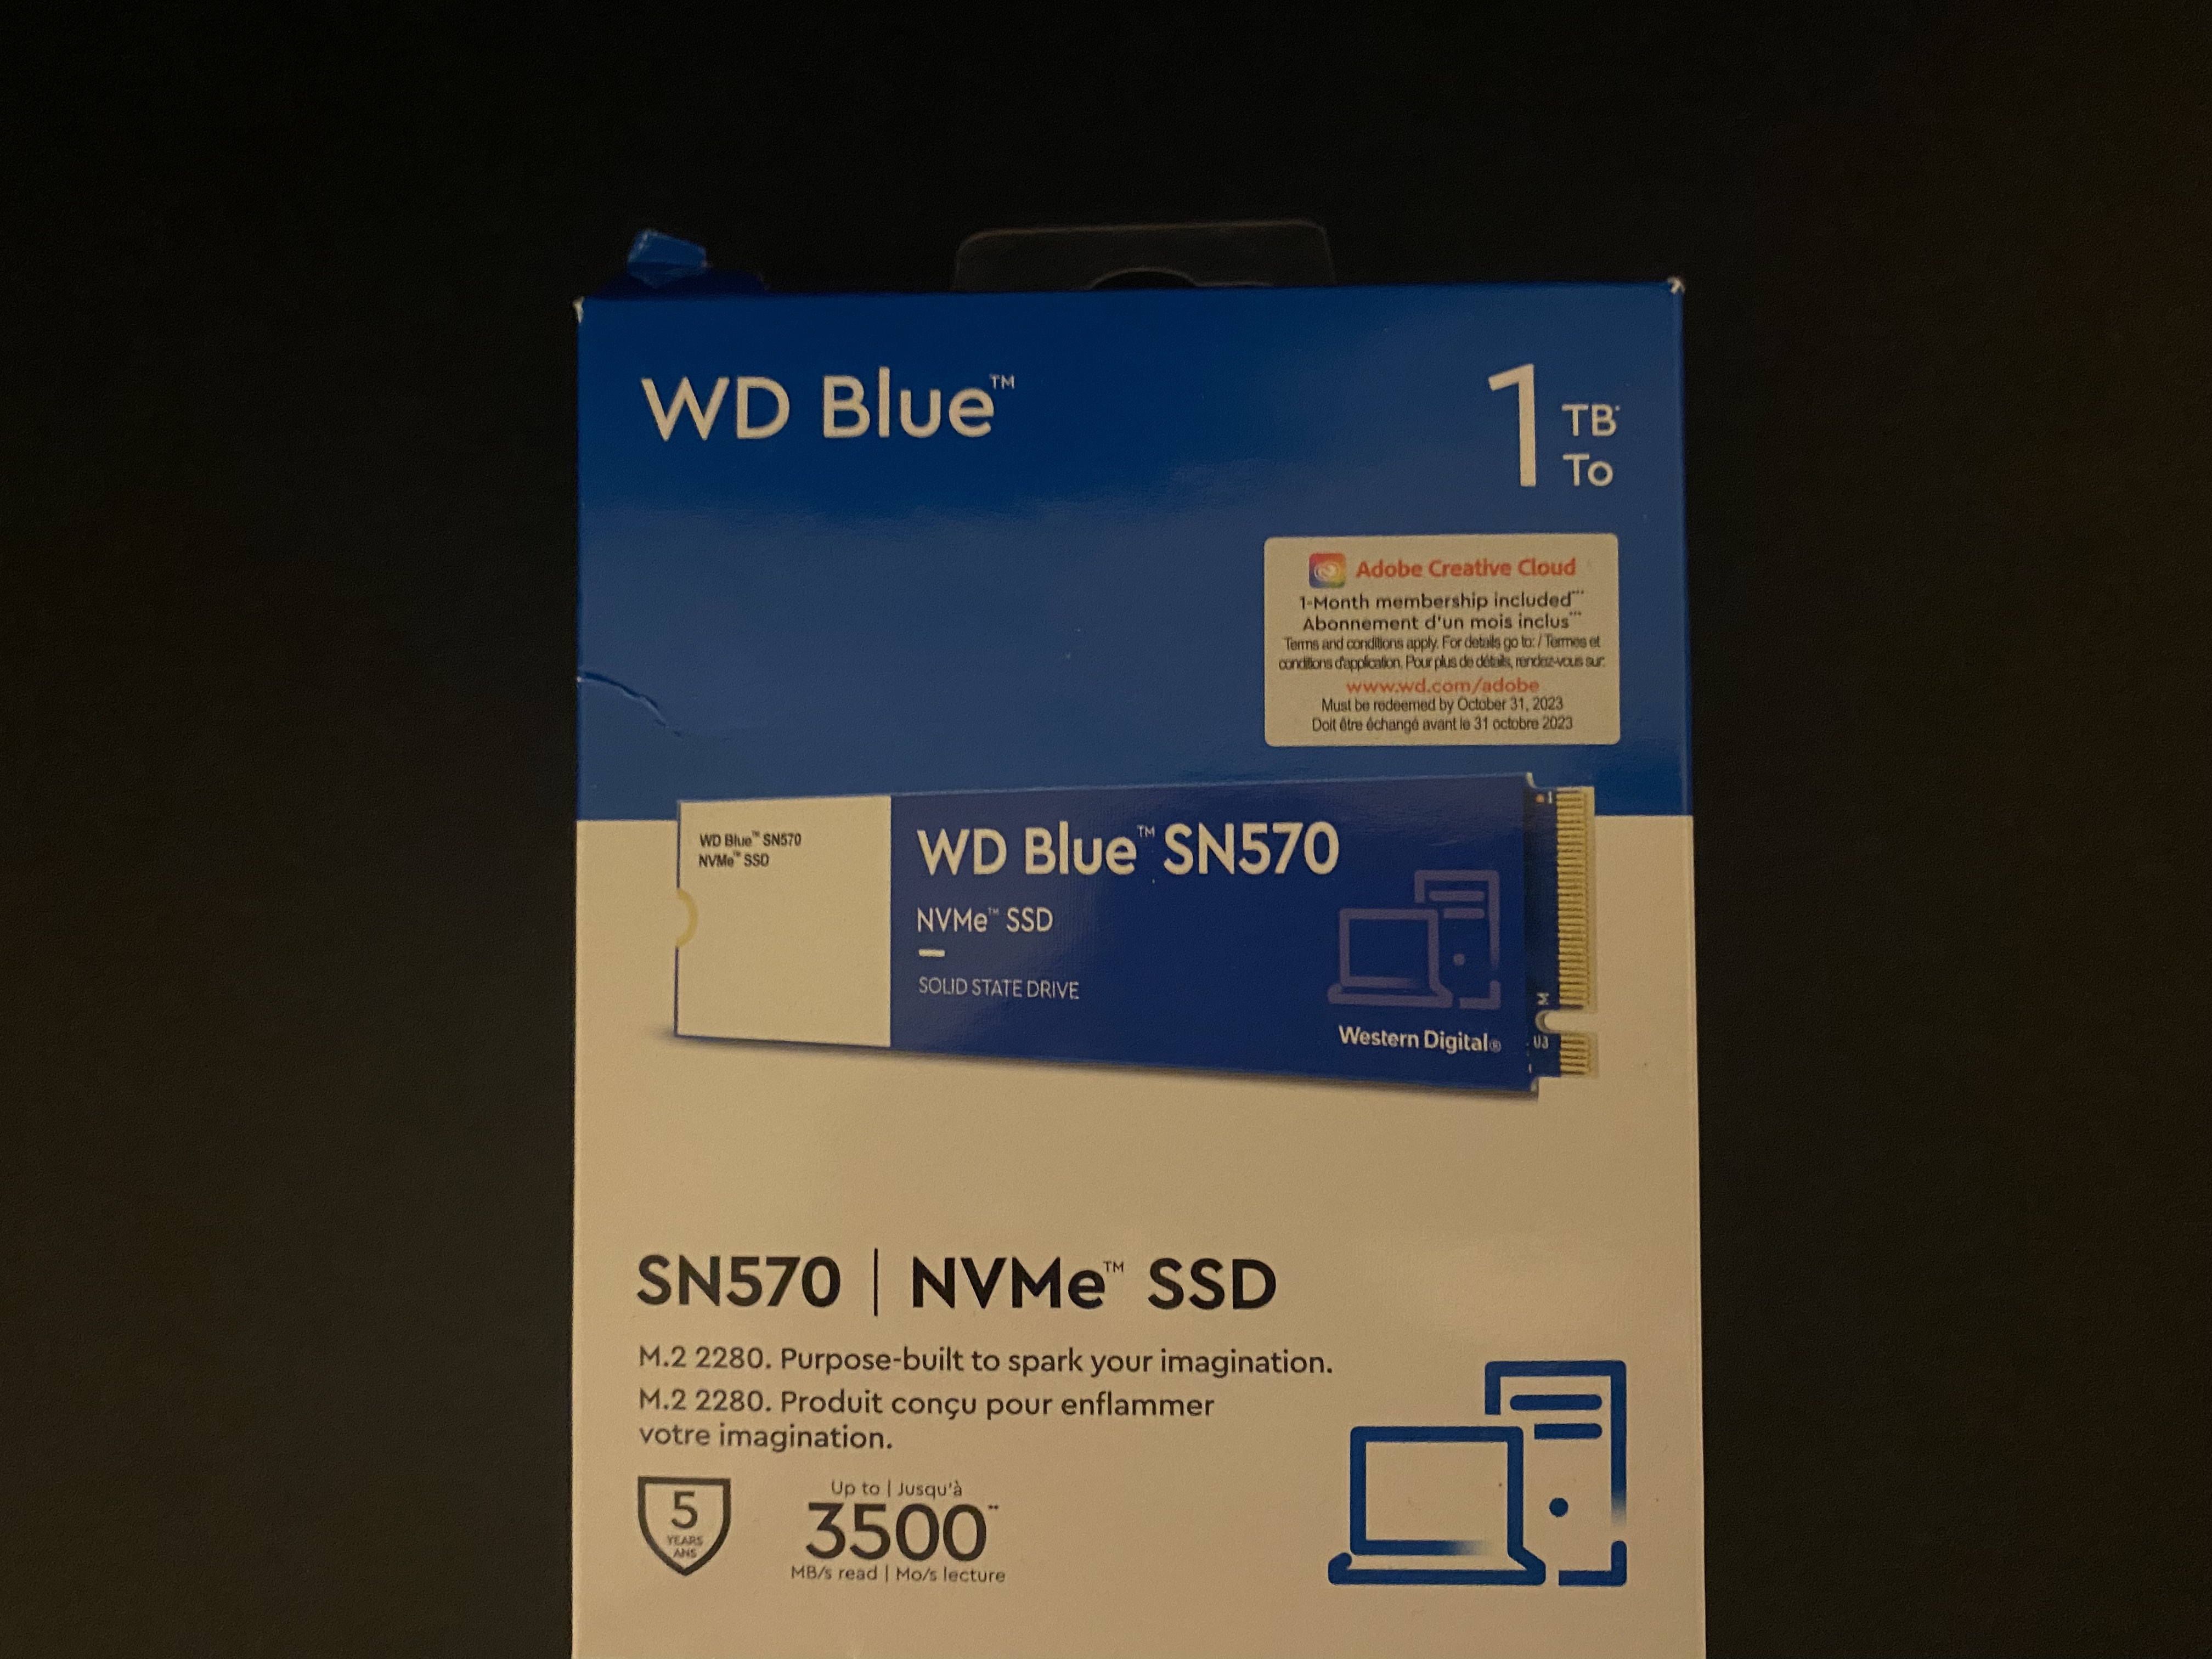 WD Blue™
1 TB*
To
Adobe Creative Cloud
1-Month membership included***
Abonnement d'un mois inclus***
Terms and conditions apply. For details go to: / Termes et
conditions d'application. Pour plus de détails, rendez-vous sur:
www.wd.com/adobe
Must be redeemed by October 31, 2023
Doit être échangé avant le 31 octobre 2023
WD Blue™ SN570
NVMe™ SSD
WD Blue™ SN570
NVMe™ SSD
SOLID STATE DRIVE
Western Digital®
1
M
U3
SN570 | NVMe™ SSD
M.2 2280. Purpose-built to spark your imagination.
M.2 2280. Produit conçu pour enflammer
votre imagination.
5
YEARS
ANS
Up to | Jusqu'à
3500**
MB/s read | Mo/s lecture